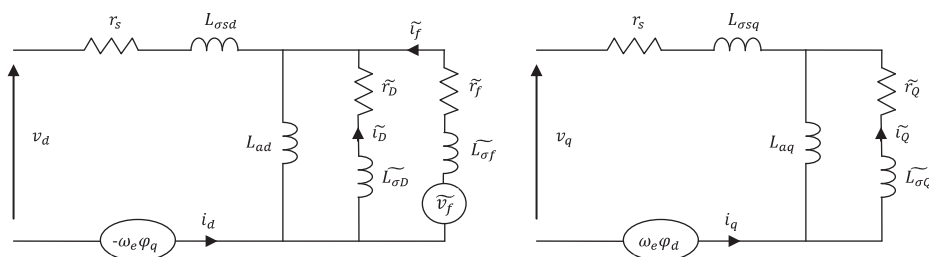 r_s
L_σsd
ĩ_f
v_d
L_ad
r̃_D
ĩ_D
L̃_σD
r̃_f
L̃_σf
ṽ_f
-ω_eφ_q
i_d
r_s
L_σsq
v_q
L_aq
r̃_Q
ĩ_Q
L̃_σQ
ω_eφ_d
i_q